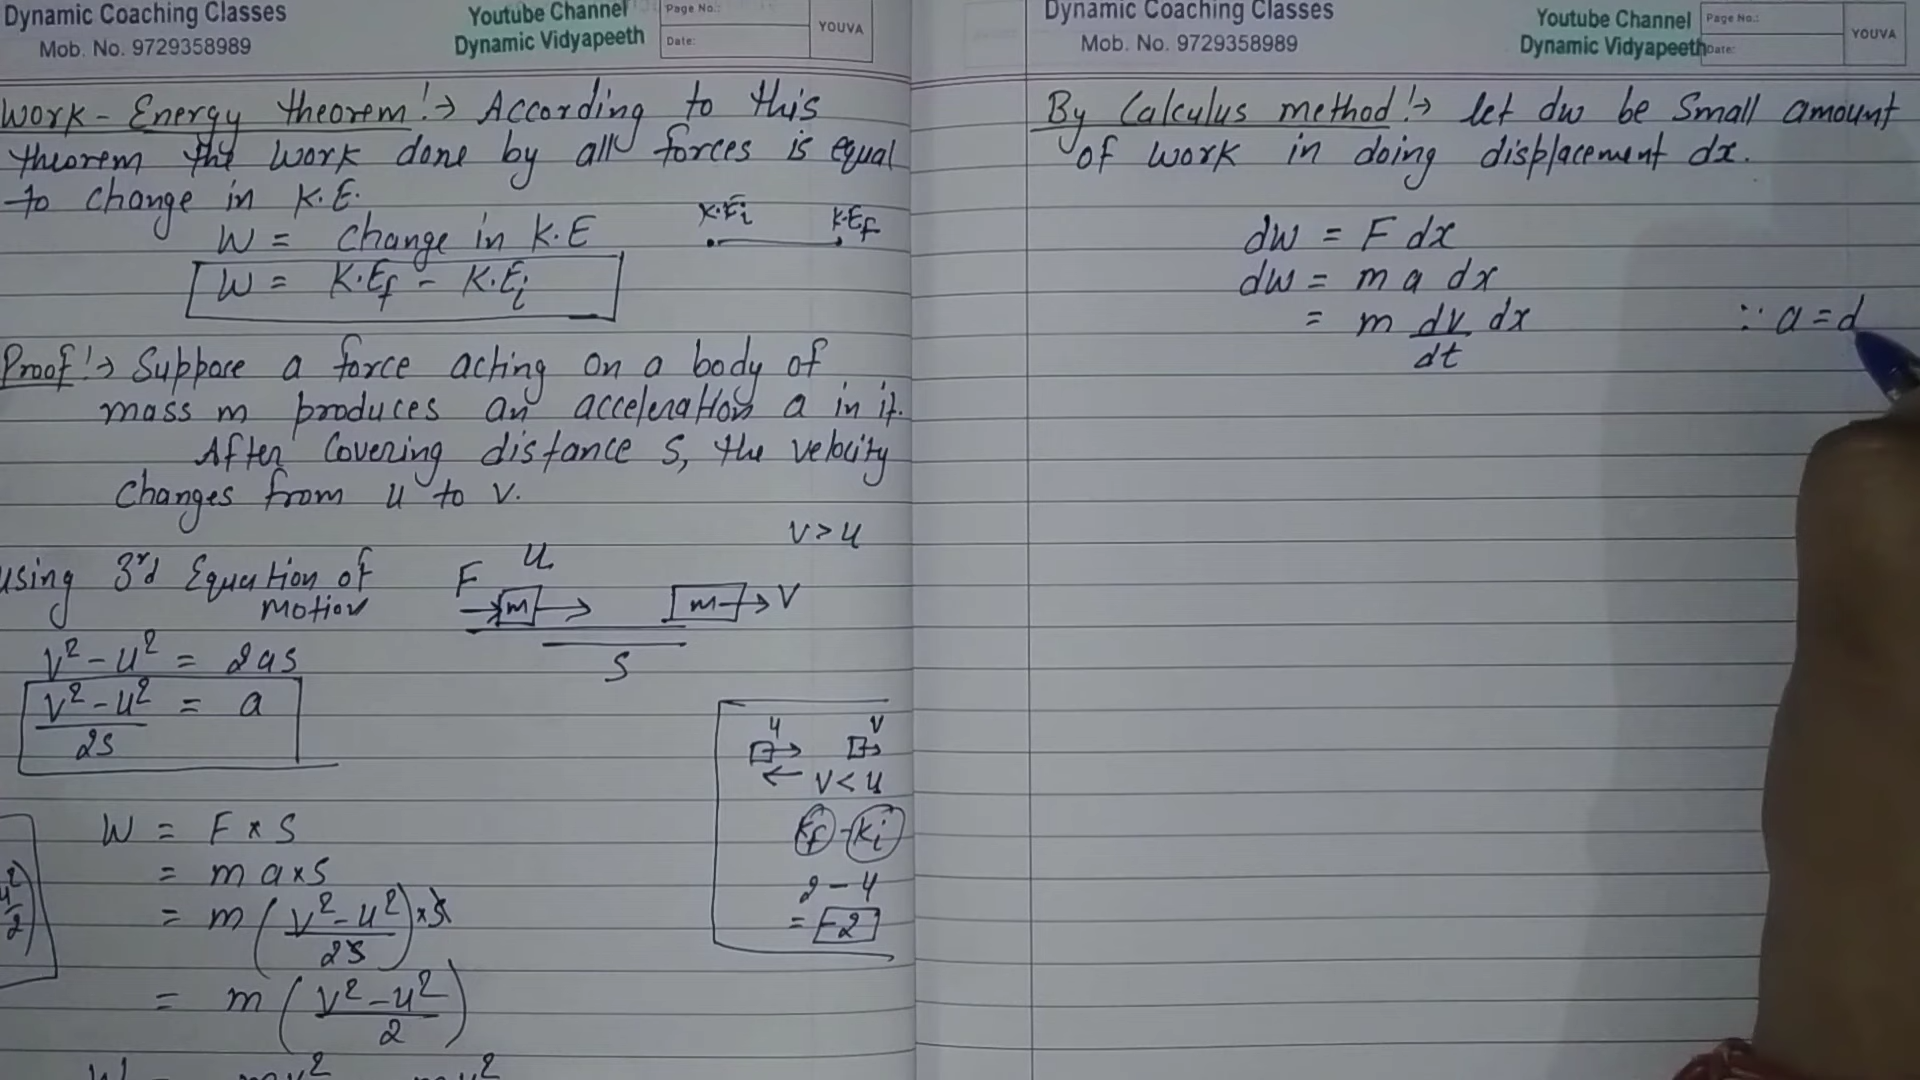 Dynamic Coaching Classes
Mob. No. 9729358989
Youtube Channel
Dynamic Vidyapeeth
Page No.:
Date:
YOUVA
Work - Energy theorem :→ According to this
theorem the work done by all forces is equal
to change in K.E.
W = change in K.E
K.Ei K.Ef
W = K.Ef - K.Ei
Proof :→ Suppose a force acting on a body of
mass m produces an acceleration a in it.
After Covering distance S, the velocity
changes from u to v.
v > u
using 3rd Equation of
motion
F u
m m v
S
v² - u² = 2as
v² - u² = a
2s
u v
v < u
Kf - Ki
2 - 4
= -2
W = F × S
= m a × s
= m (v² - u²) × s
2s
= m (v² - u²)
2
W mv² mu²
u²
2
Dynamic Coaching Classes
Mob. No. 9729358989
Youtube Channel
Dynamic Vidyapeeth
Page No.:
Date:
YOUVA
By Calculus method :→ let dw be Small amount
of work in doing displacement dx.
dw = F dx
dw = m a dx
= m dv dx ∵ a = d
dt